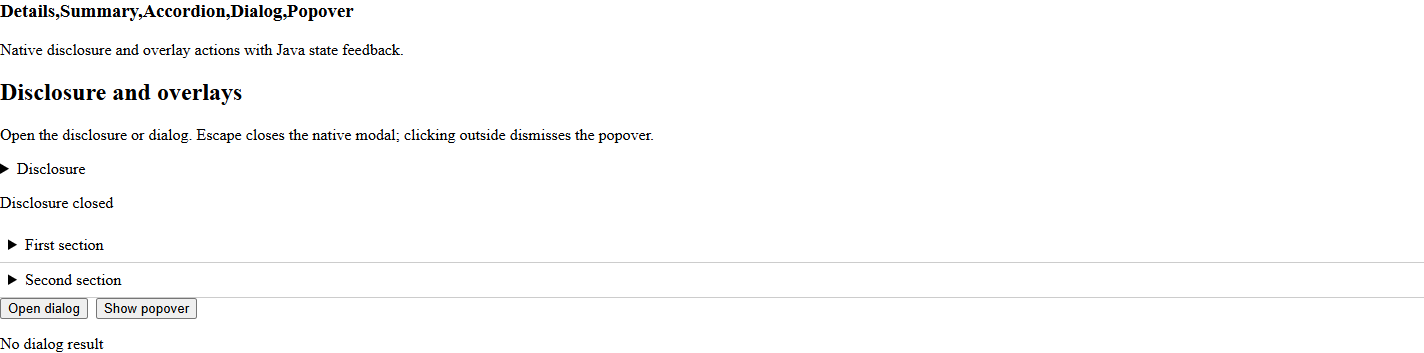 Details,Summary,Accordion,Dialog,Popover
Native disclosure and overlay actions with Java state feedback.
Disclosure and overlays
Open the disclosure or dialog. Escape closes the native modal; clicking outside dismisses the popover.
Disclosure
Disclosure closed
First section
Second section
Open dialog Show popover
No dialog result